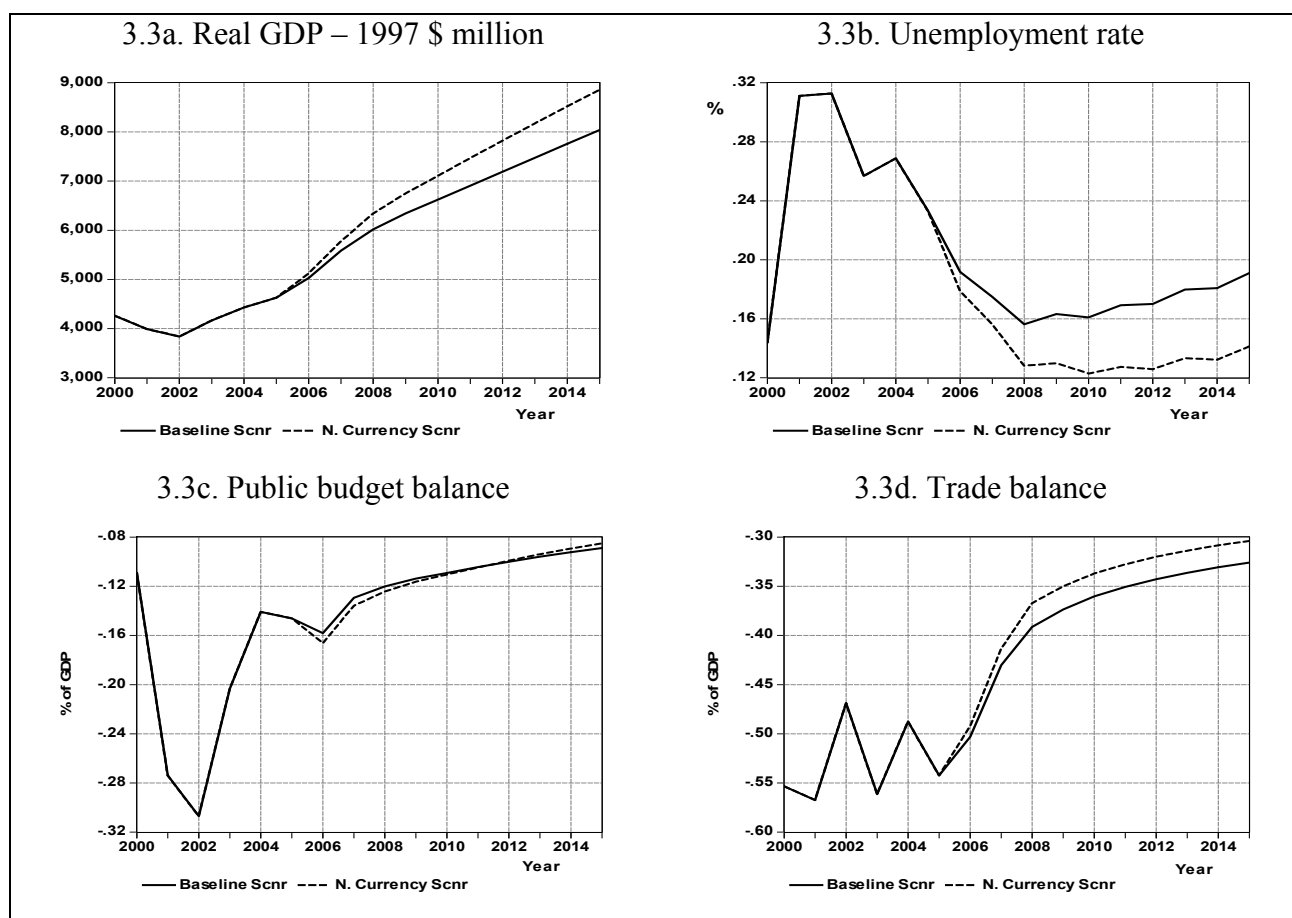 3.3a. Real GDP – 1997 $ million
9,000
8,000
7,000
6,000
5,000
4,000
3,000
2000 2002 2004 2006 2008 2010 2012 2014
Year
Baseline Scnr N. Currency Scnr
3.3b. Unemployment rate
%
.32
.28
.24
.20
.16
.12
2000 2002 2004 2006 2008 2010 2012 2014
Year
Baseline Scnr N. Currency Scnr
3.3c. Public budget balance
% of GDP
-.08
-.12
-.16
-.20
-.24
-.28
-.32
2000 2002 2004 2006 2008 2010 2012 2014
Year
Baseline Scnr N. Currency Scnr
3.3d. Trade balance
% of GDP
-.30
-.35
-.40
-.45
-.50
-.55
-.60
2000 2002 2004 2006 2008 2010 2012 2014
Year
Baseline Scnr N. Currency Scnr